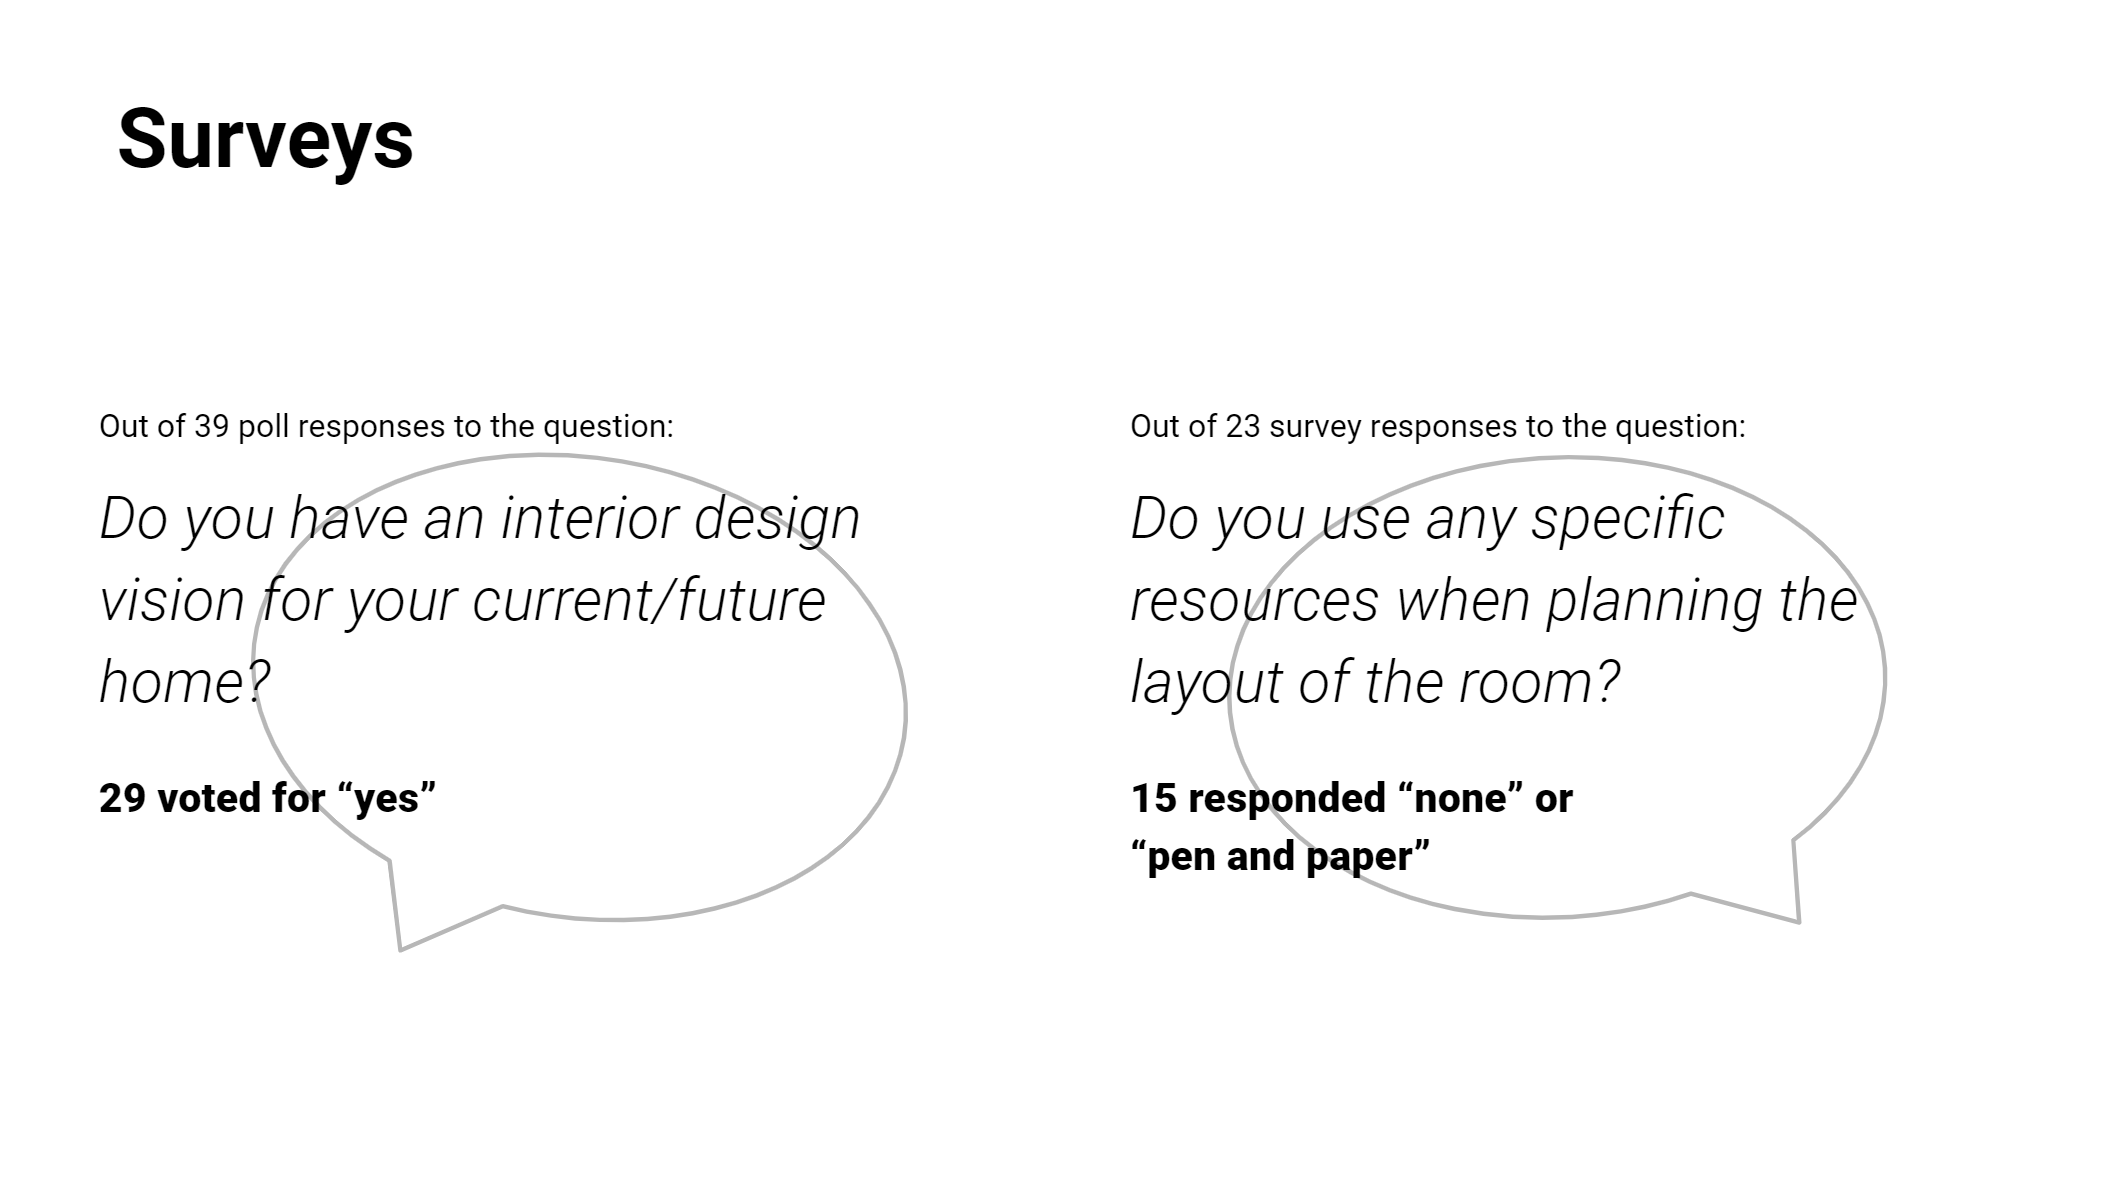 Surveys
Out of 39 poll responses to the question:
Do you have an interior design
vision for your current/future
home?
29 voted for “yes”
Out of 23 survey responses to the question:
Do you use any specific
resources when planning the
layout of the room?
15 responded “none” or
“pen and paper”